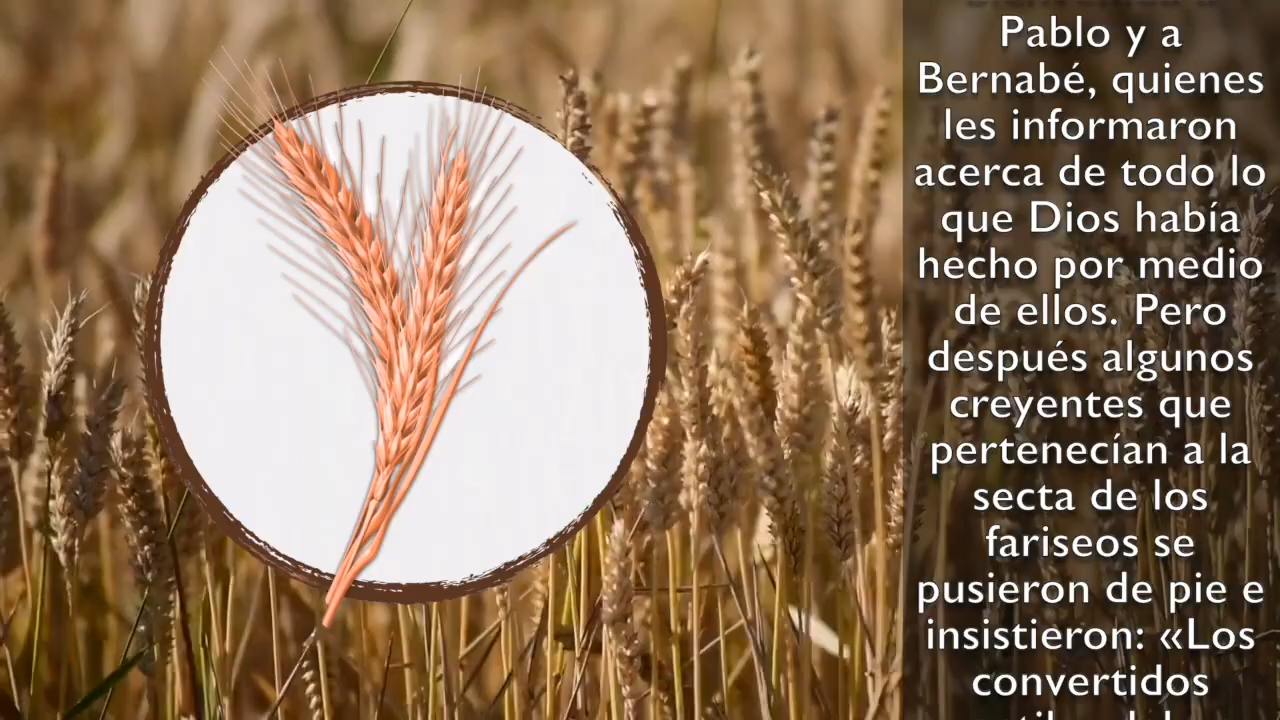 Pablo y a
Bernabé, quienes
les informaron
acerca de todo lo
que Dios había
hecho por medio
de ellos. Pero
después algunos
creyentes que
pertenecían a la
secta de los
fariseos se
pusieron de pie e
insistieron: «Los
convertidos